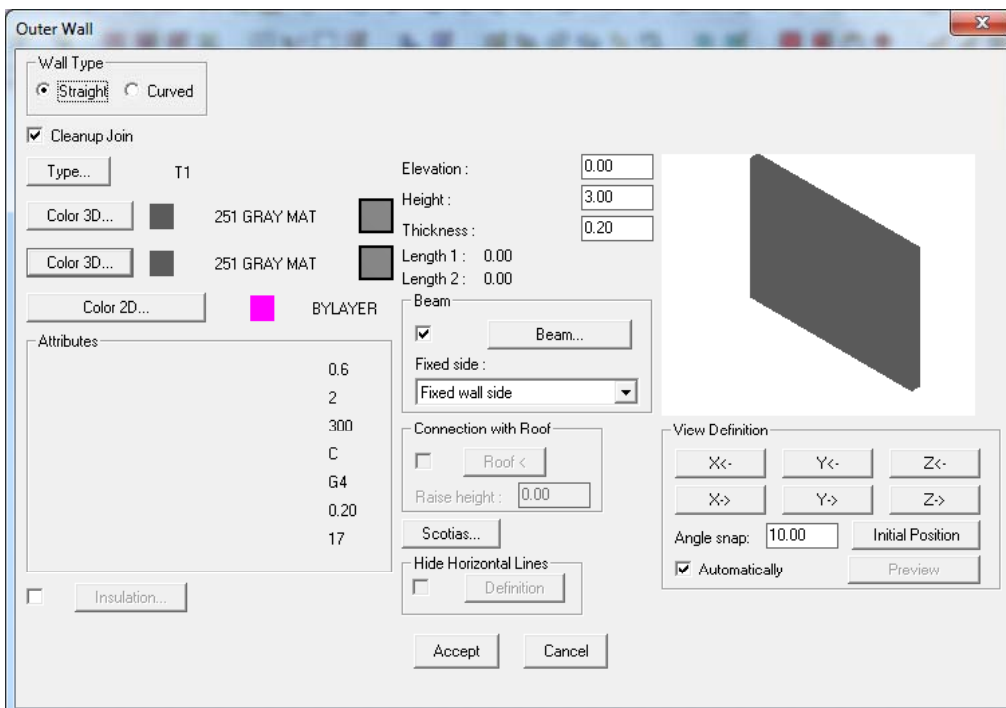 Outer Wall
Wall Type
Straight
Curved
Cleanup Join
Type...
T1
Color 3D...
251 GRAY MAT
Color 3D...
251 GRAY MAT
Color 2D...
BYLAYER
Attributes
0.6
2
300
C
G4
0.20
17
Insulation...
Elevation :
0.00
Height :
3.00
Thickness :
0.20
Length 1 : 0.00
Length 2 : 0.00
Beam
Beam...
Fixed side :
Fixed wall side
Connection with Roof
Roof <
Raise height :
0.00
Scotias...
Hide Horizontal Lines
Definition
View Definition
X<-
Y<-
Z<-
X->
Y->
Z->
Angle snap:
10.00
Initial Position
Automatically
Preview
Accept
Cancel